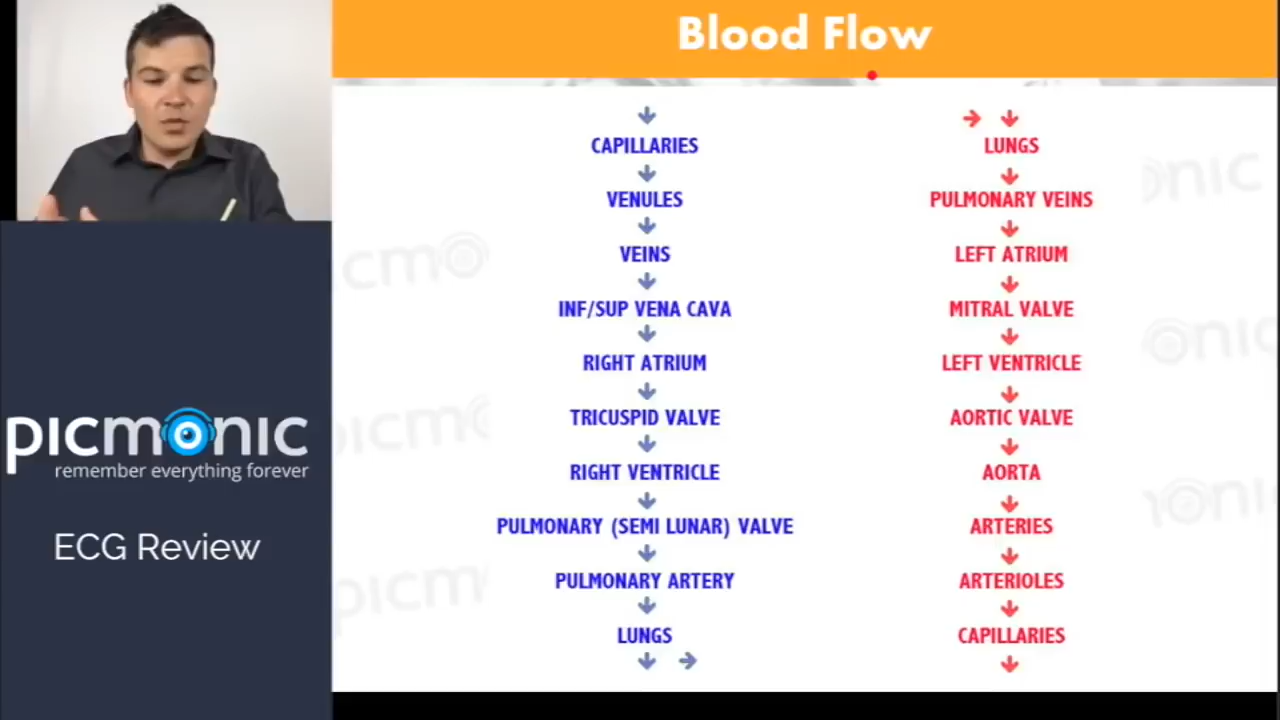 Blood Flow
CAPILLARIES
VENULES
VEINS
INF/SUP VENA CAVA
RIGHT ATRIUM
TRICUSPID VALVE
RIGHT VENTRICLE
PULMONARY (SEMI LUNAR) VALVE
PULMONARY ARTERY
LUNGS
LUNGS
PULMONARY VEINS
LEFT ATRIUM
MITRAL VALVE
LEFT VENTRICLE
AORTIC VALVE
AORTA
ARTERIES
ARTERIOLES
CAPILLARIES
picmonic
remember everything forever
ECG Review